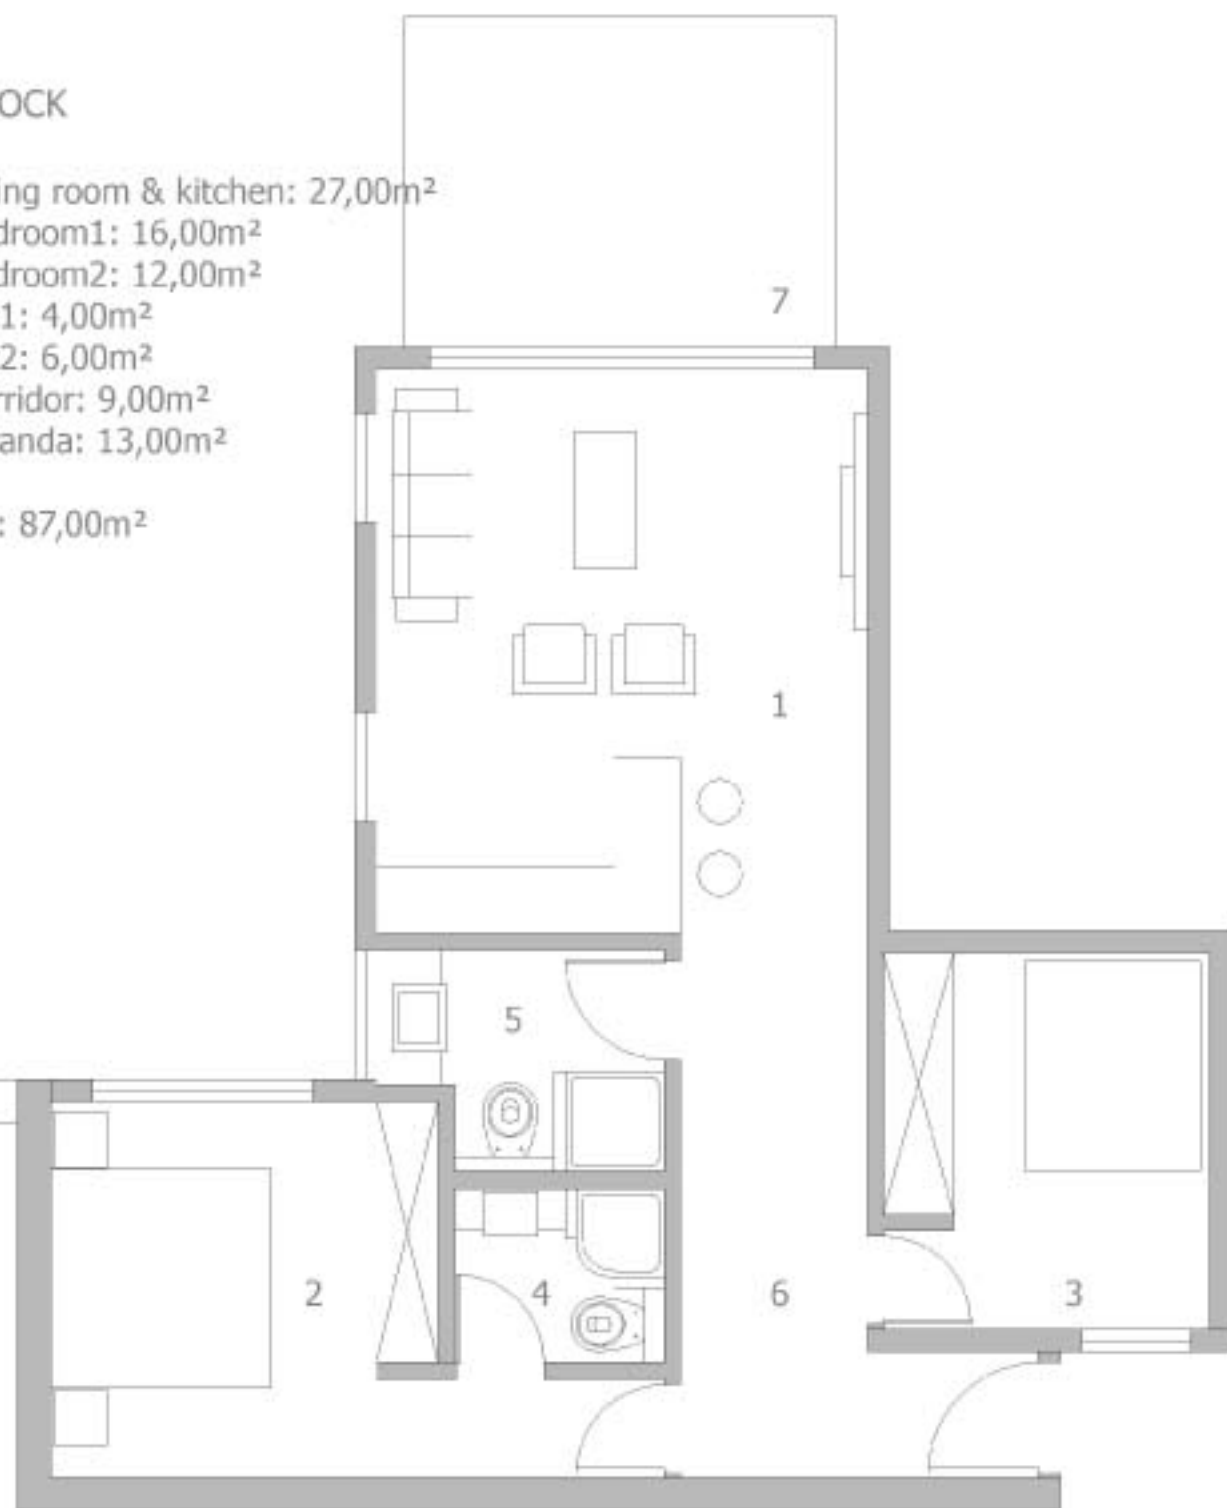 OCK
ing room & kitchen: 27,00m²
droom1: 16,00m²
droom2: 12,00m²
1: 4,00m²
2: 6,00m²
rridor: 9,00m²
anda: 13,00m²
: 87,00m²
7
1
5
2
4
6
3